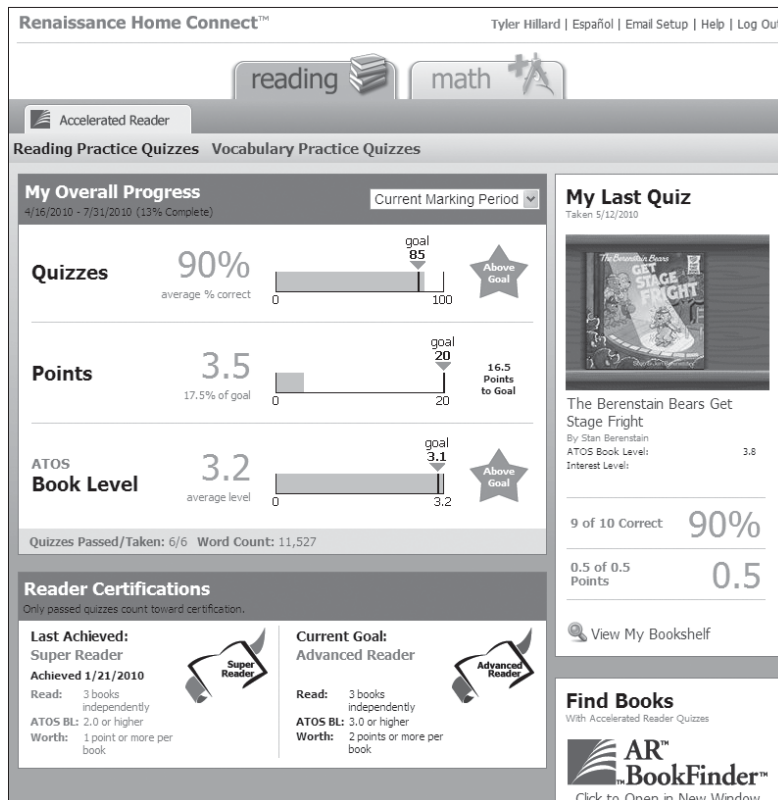 Renaissance Home Connect™
Tyler Hillard | Español | Email Setup | Help | Log Out
reading
math
Accelerated Reader
Reading Practice Quizzes Vocabulary Practice Quizzes
My Overall Progress
4/16/2010 - 7/31/2010 (13% Complete)
Current Marking Period
Quizzes
90%
average % correct
goal
85
0
100
Above
Goal
Points
3.5
17.5% of goal
goal
20
0
20
16.5
Points
to Goal
ATOS
Book Level
3.2
average level
goal
3.1
0
3.2
Above
Goal
Quizzes Passed/Taken: 6/6 Word Count: 11,527
Reader Certifications
Only passed quizzes count toward certification.
Last Achieved:
Super Reader
Achieved 1/21/2010
Read: 3 books
independently
ATOS BL: 2.0 or higher
Worth: 1 point or more per
book
Super
Reader
Current Goal:
Advanced Reader
Read: 3 books
independently
ATOS BL: 3.0 or higher
Worth: 2 points or more per
book
Advanced
Reader
My Last Quiz
Taken 5/12/2010
The Berenstain Bears
GET
STAGE
FRIGHT
The Berenstain Bears Get
Stage Fright
By Stan Berenstain
ATOS Book Level: 3.8
Interest Level:
9 of 10 Correct 90%
0.5 of 0.5
Points
0.5
View My Bookshelf
Find Books
With Accelerated Reader Quizzes
AR™
BookFinder™
Click to Open in New Window